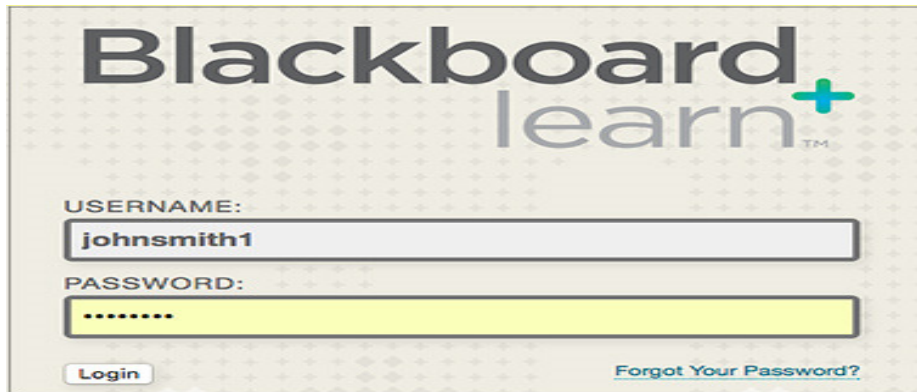 Blackboard
learn+™
USERNAME:
johnsmith1
PASSWORD:
••••••••
Login Forgot Your Password?